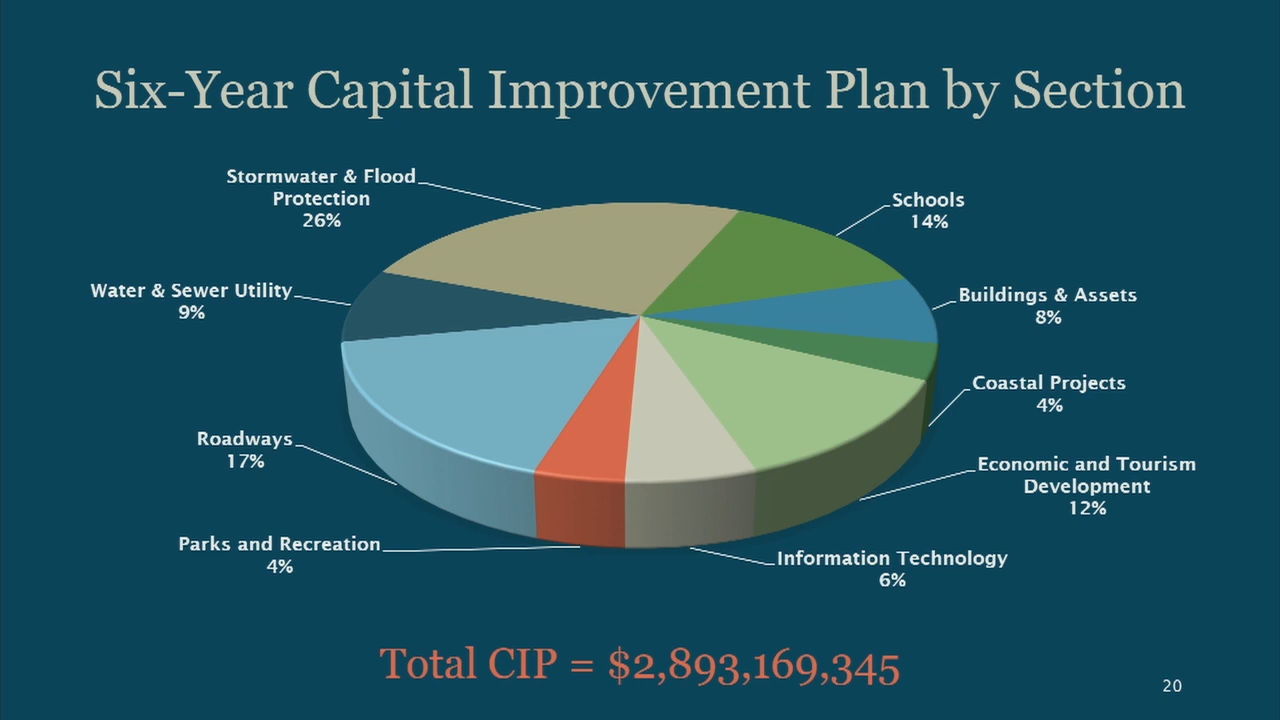 Six-Year Capital Improvement Plan by Section
Stormwater & Flood
Protection
26%
Schools
14%
Water & Sewer Utility
9%
Buildings & Assets
8%
Coastal Projects
4%
Roadways
17%
Economic and Tourism
Development
12%
Parks and Recreation
4%
Information Technology
6%
Total CIP = $2,893,169,345
20